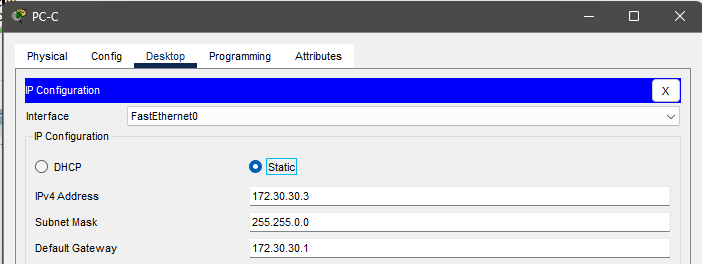 PC-C
Physical Config Desktop Programming Attributes
IP Configuration X
Interface FastEthernet0
IP Configuration
DHCP Static
IPv4 Address 172.30.30.3
Subnet Mask 255.255.0.0
Default Gateway 172.30.30.1